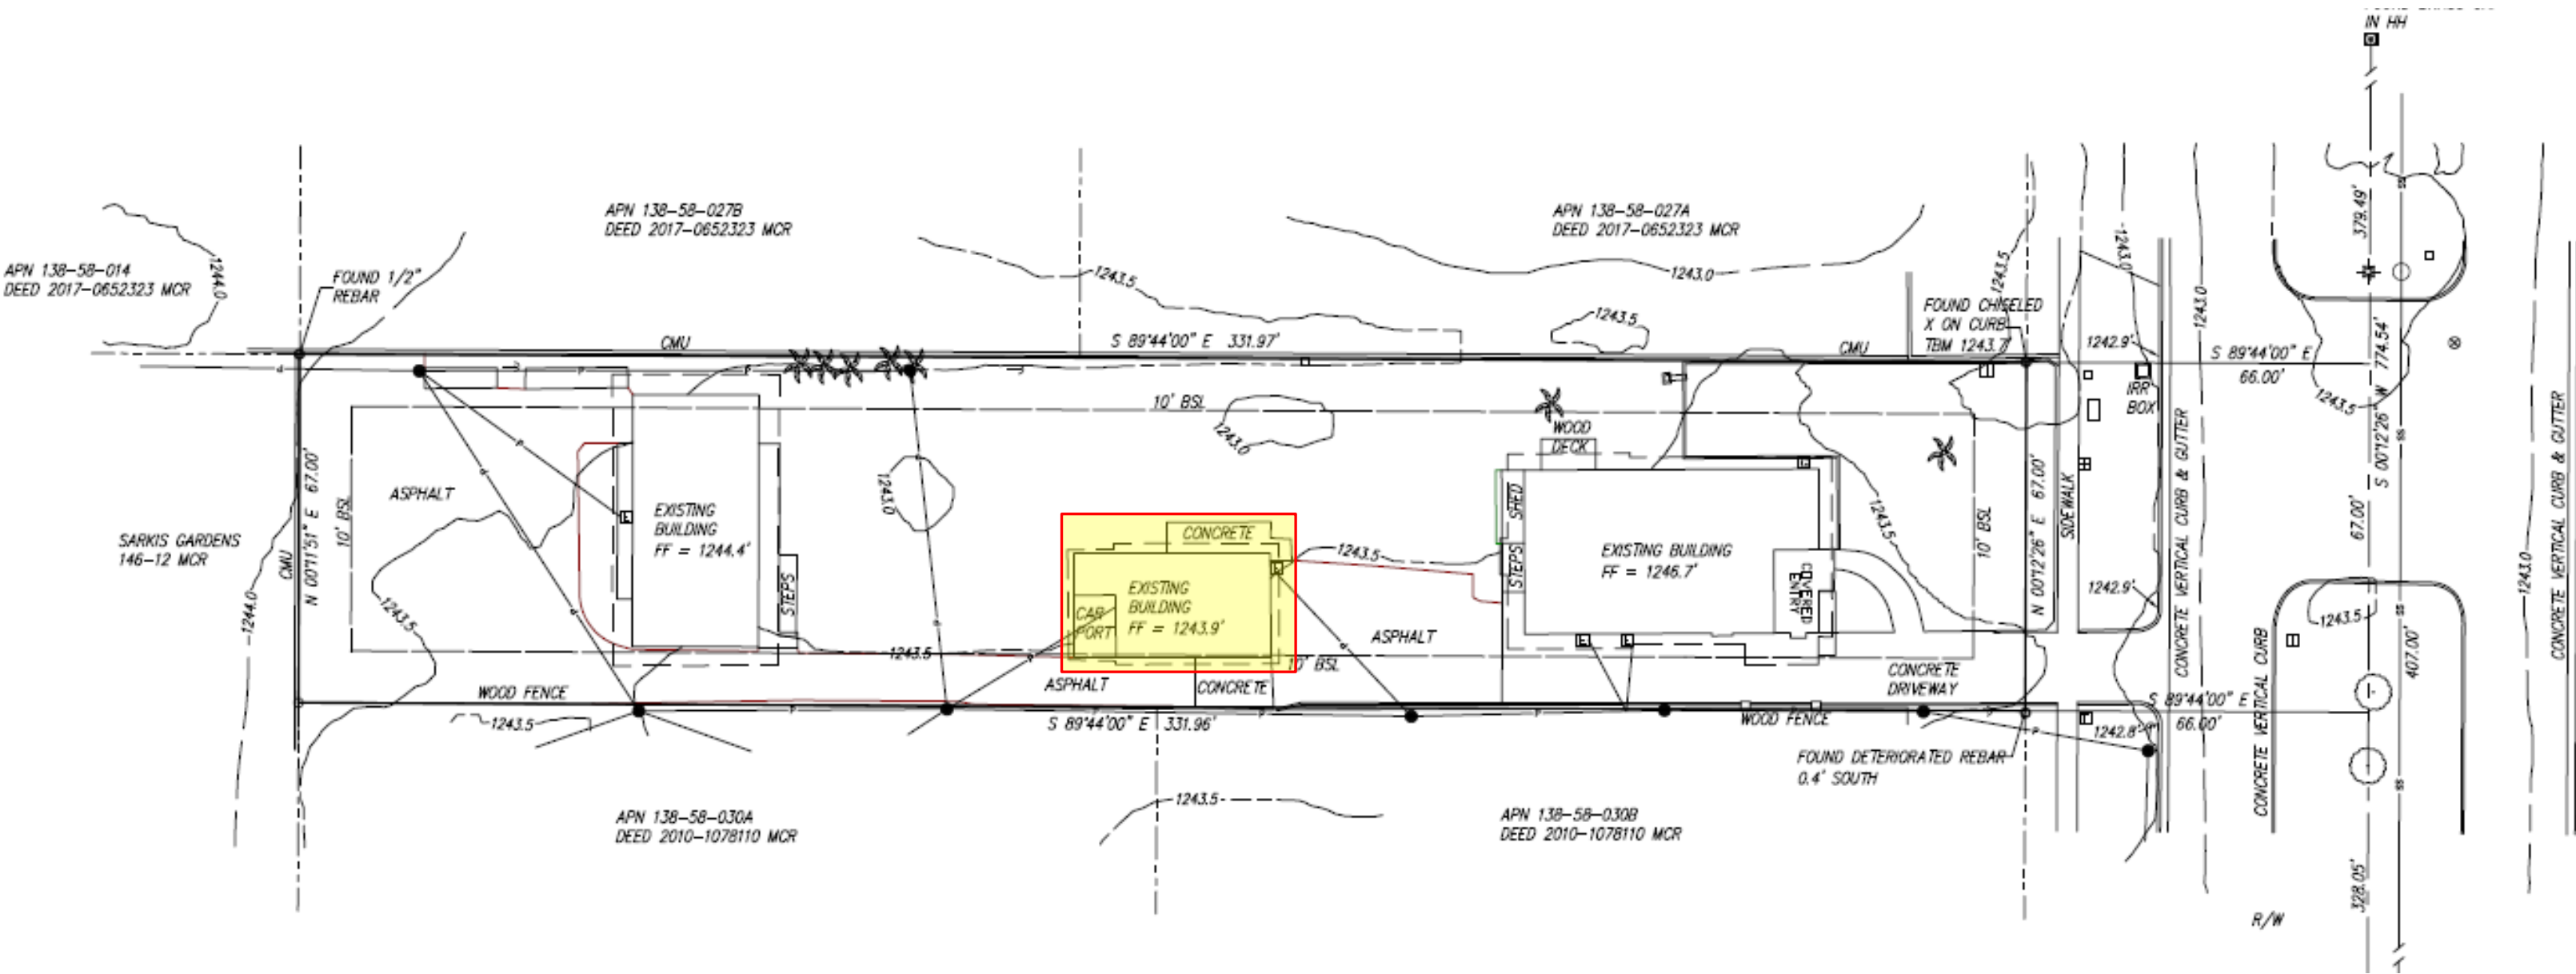 IN HH
379.49'
APN 138-58-027B
DEED 2017-0652323 MCR
APN 138-58-027A
DEED 2017-0652323 MCR
APN 138-58-014
DEED 2017-0652323 MCR
1244.0
FOUND 1/2"
REBAR
1243.5
1243.0
1243.5
1243.0
1243.0
1243.5
FOUND CHISELED
X ON CURB
TBM 1243.7'
CMU
S 89°44'00" E 331.97'
CMU
1242.9'
S 89°44'00" E
66.00'
S 00°12'26" W 774.54'
1243.5
IRR
BOX
10' BSL
1243.0
WOOD
DECK
CONCRETE VERTICAL CURB & GUTTER
CONCRETE VERTICAL CURB & GUTTER
N 00°11'51" E 67.00'
10' BSL
CMU
ASPHALT
EXISTING
BUILDING
FF = 1244.4'
1243.0
SHED
STEPS
1243.5
10' BSL
N 00°12'26" E 67.00'
SIDEWALK
67.00'
SARKIS GARDENS
146-12 MCR
CONCRETE
1243.5
EXISTING BUILDING
FF = 1246.7'
COVERED
ENTRY
1243.0
1244.0
1243.5
STEPS
EXISTING
BUILDING
FF = 1243.9'
CAR
PORT
ASPHALT
1242.9'
1243.5
1243.5
10' BSL
407.00'
CONCRETE VERTICAL CURB
WOOD FENCE
ASPHALT
CONCRETE
CONCRETE
DRIVEWAY
S 89°44'00" E
66.00'
1243.5
S 89°44'00" E 331.96'
WOOD FENCE
1242.8'
FOUND DETERIORATED REBAR
0.4' SOUTH
1243.5
APN 138-58-030A
DEED 2010-1078110 MCR
APN 138-58-030B
DEED 2010-1078110 MCR
328.05'
R/W